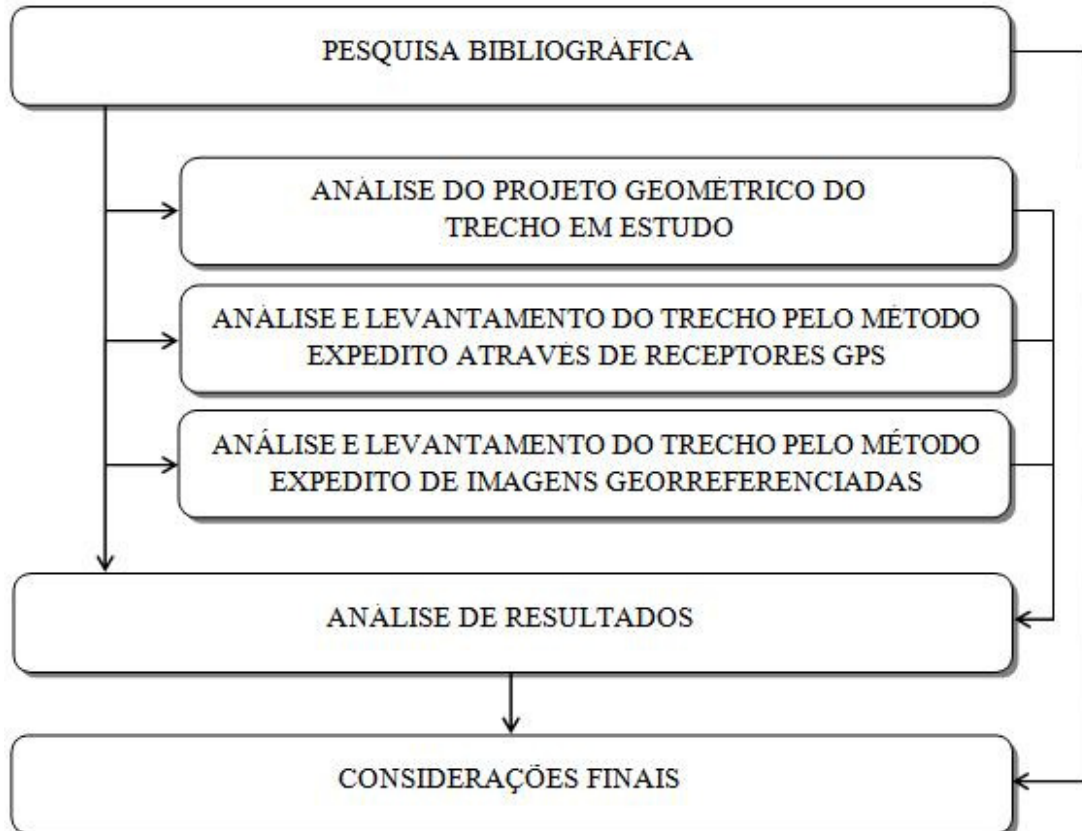 PESQUISA BIBLIOGRÁFICA
ANÁLISE DO PROJETO GEOMÉTRICO DO
TRECHO EM ESTUDO
ANÁLISE E LEVANTAMENTO DO TRECHO PELO MÉTODO
EXPEDITO ATRAVÉS DE RECEPTORES GPS
ANÁLISE E LEVANTAMENTO DO TRECHO PELO MÉTODO
EXPEDITO DE IMAGENS GEORREFERENCIADAS
ANÁLISE DE RESULTADOS
CONSIDERAÇÕES FINAIS